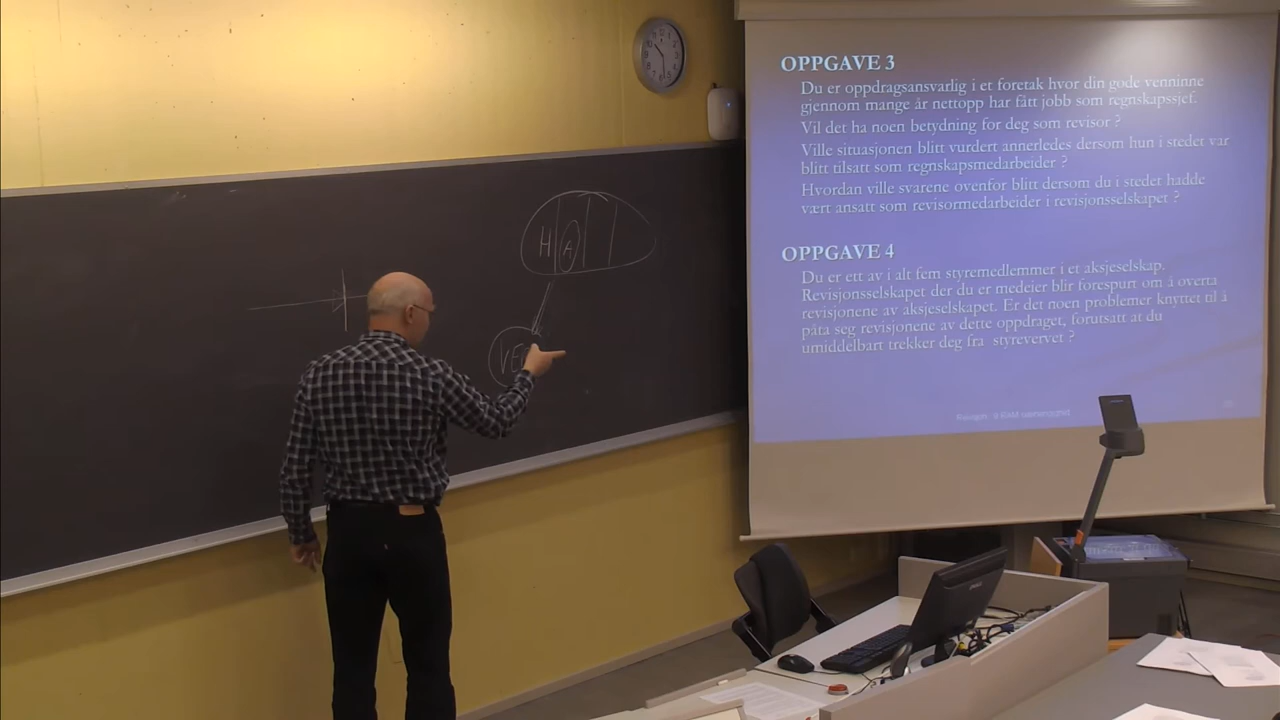 OPPGAVE 3
Du er oppdragsansvarlig i et foretak hvor din gode venninne
gjennom mange år nettopp har fått jobb som regnskapssjef.
Vil det ha noen betydning for deg som revisor ?
Ville situasjonen blitt vurdert annerledes dersom hun i stedet var
blitt tilsatt som regnskapsmedarbeider ?
Hvordan ville svarene ovenfor blitt dersom du i stedet hadde
vært ansatt som revisormedarbeider i revisjonsselskapet ?
OPPGAVE 4
Du er ett av i alt fem styremedlemmer i et aksjeselskap.
Revisjonsselskapet der du er medeier blir forespurt om å overta
revisjonene av aksjeselskapet. Er det noen problemer knyttet til å
påta seg revisjonene av dette oppdraget, forutsatt at du
umiddelbart trekker deg fra styrevervet ?
H A